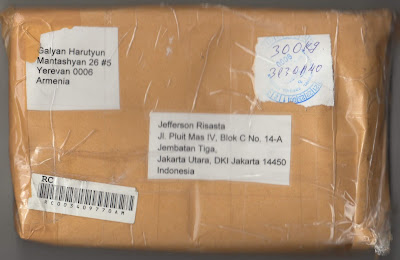 Galyan Harutyun
Mantashyan 26 #5
Yerevan 0006
Armenia
Jefferson Risasta
Jl. Pluit Mas IV, Blok C No. 14-A
Jembatan Tiga,
Jakarta Utara, DKI Jakarta 14450
Indonesia
RC